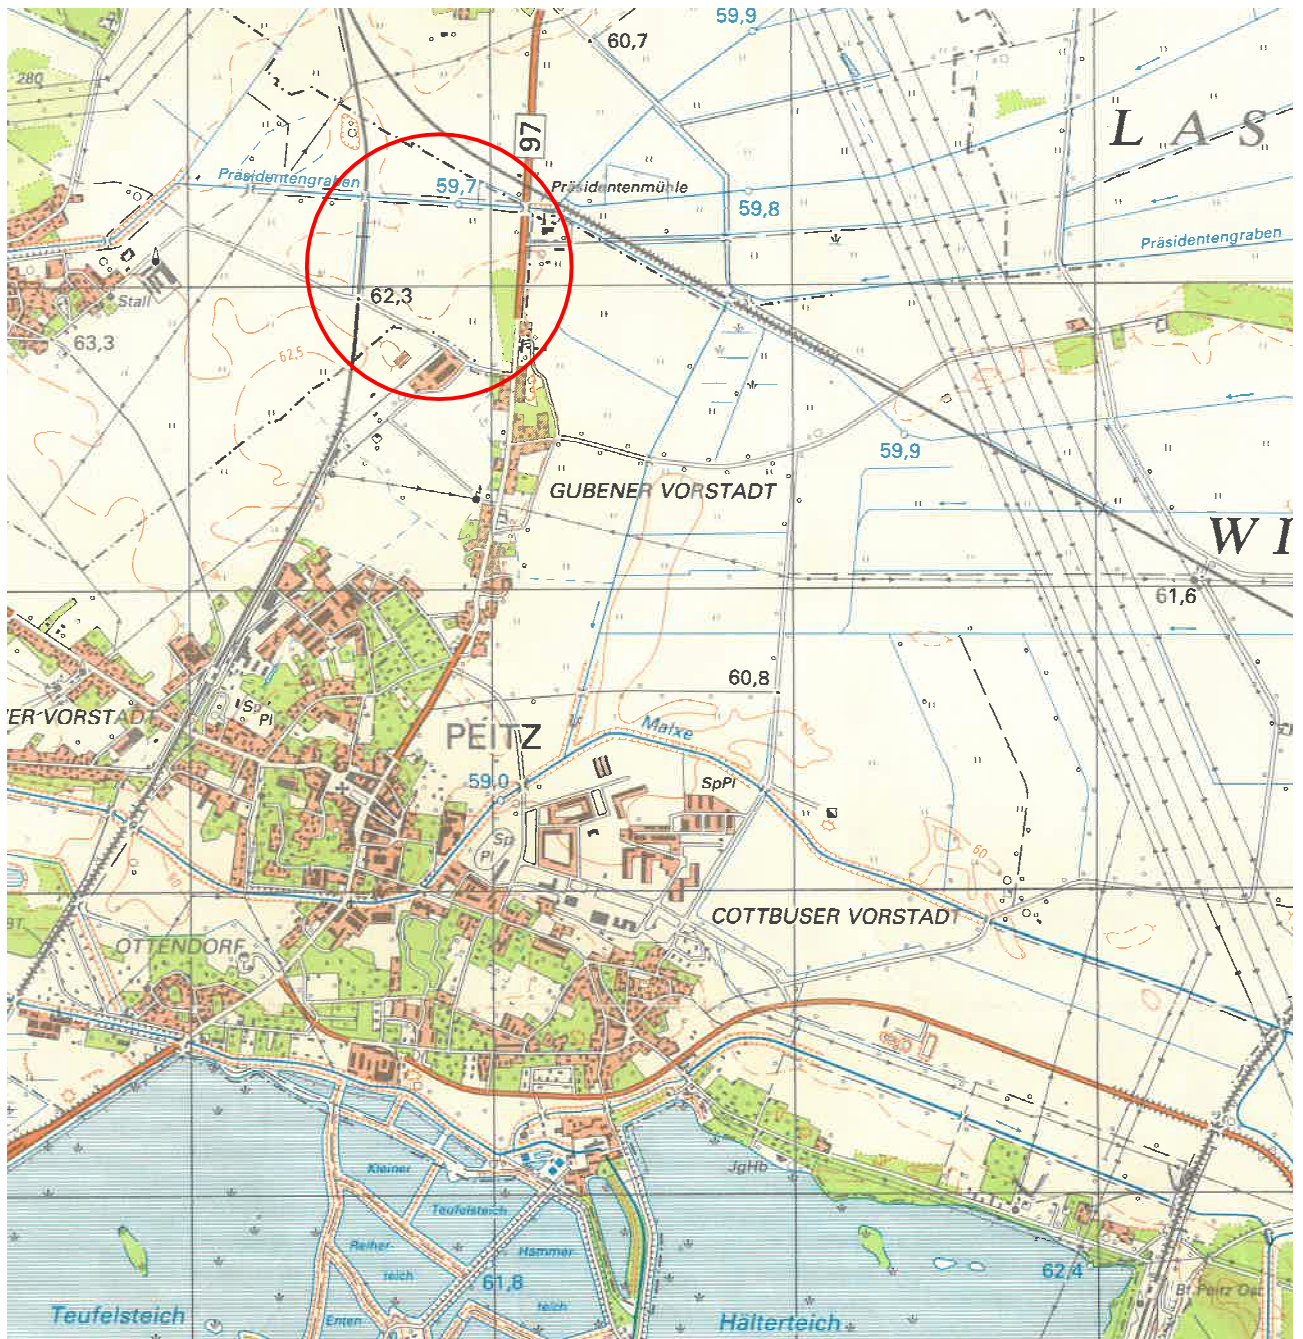 59,9
60,7
280
L A S
97
Präsidentengraben
59,7
Präsidentenmühle
59,8
Präsidentengraben
Stall
62,3
63,3
62,5
59,9
GUBENER VORSTADT
W I
61,6
60,8
ER VORSTADT
Sp
Pl
PEITZ
Malxe
60
59,0
SpPl
Sp
Pl
60
60
COTTBUSER VORSTADT
OTTENDORF
JgHb
Kleiner
Teufelsteich
Reiher-
teich
Hammer-
teich
61,8
62,4
Bf Peitz Ost
Teufelsteich
Enten
Hälterteich